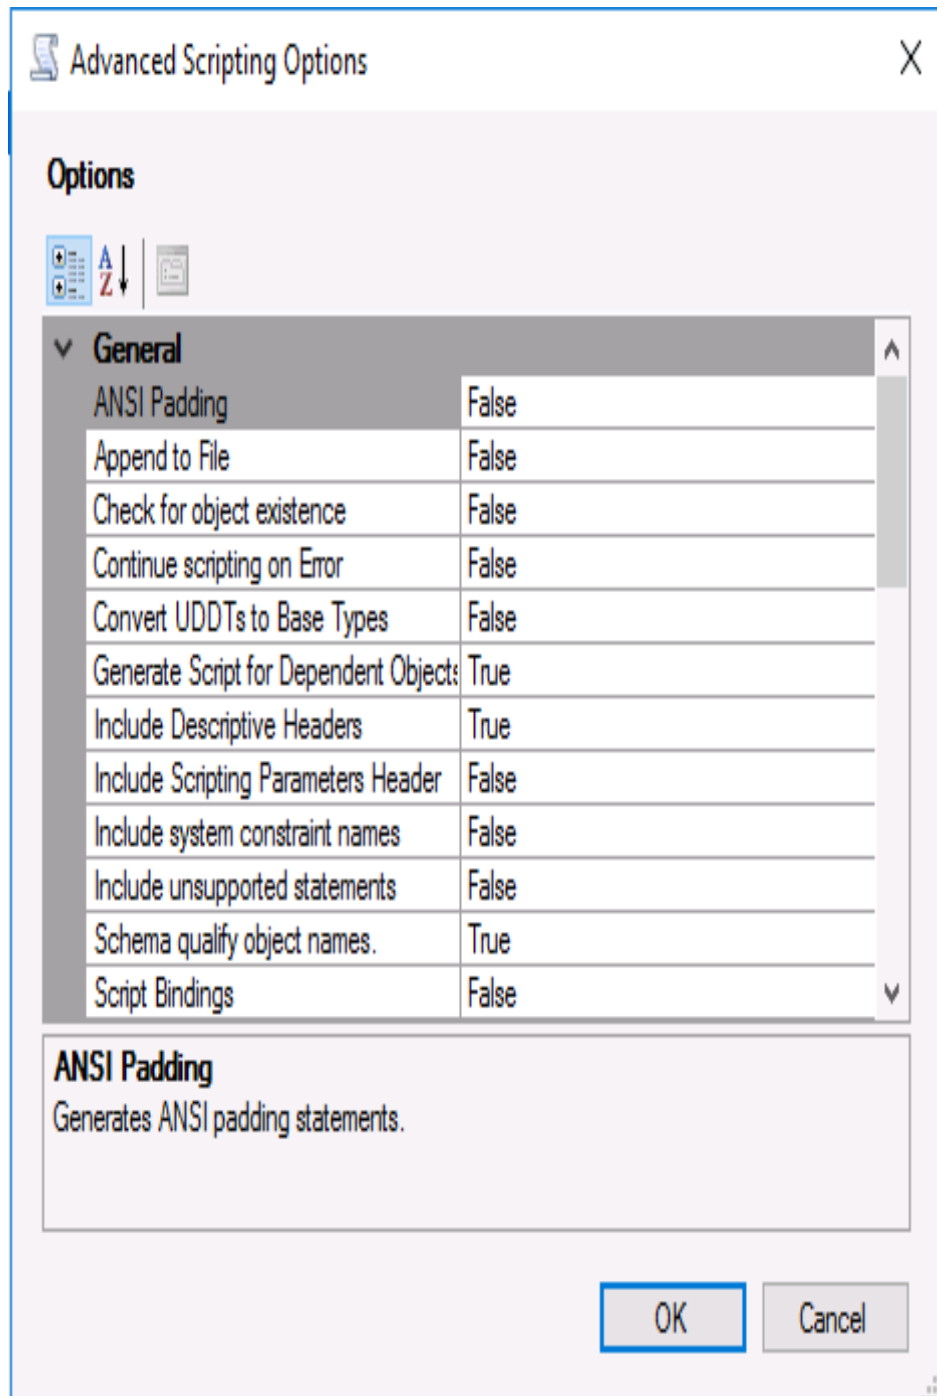 Advanced Scripting Options
Options
General
ANSI Padding False
Append to File False
Check for object existence False
Continue scripting on Error False
Convert UDDTs to Base Types False
Generate Script for Dependent Objects True
Include Descriptive Headers True
Include Scripting Parameters Header False
Include system constraint names False
Include unsupported statements False
Schema qualify object names. True
Script Bindings False
ANSI Padding
Generates ANSI padding statements.
OK Cancel